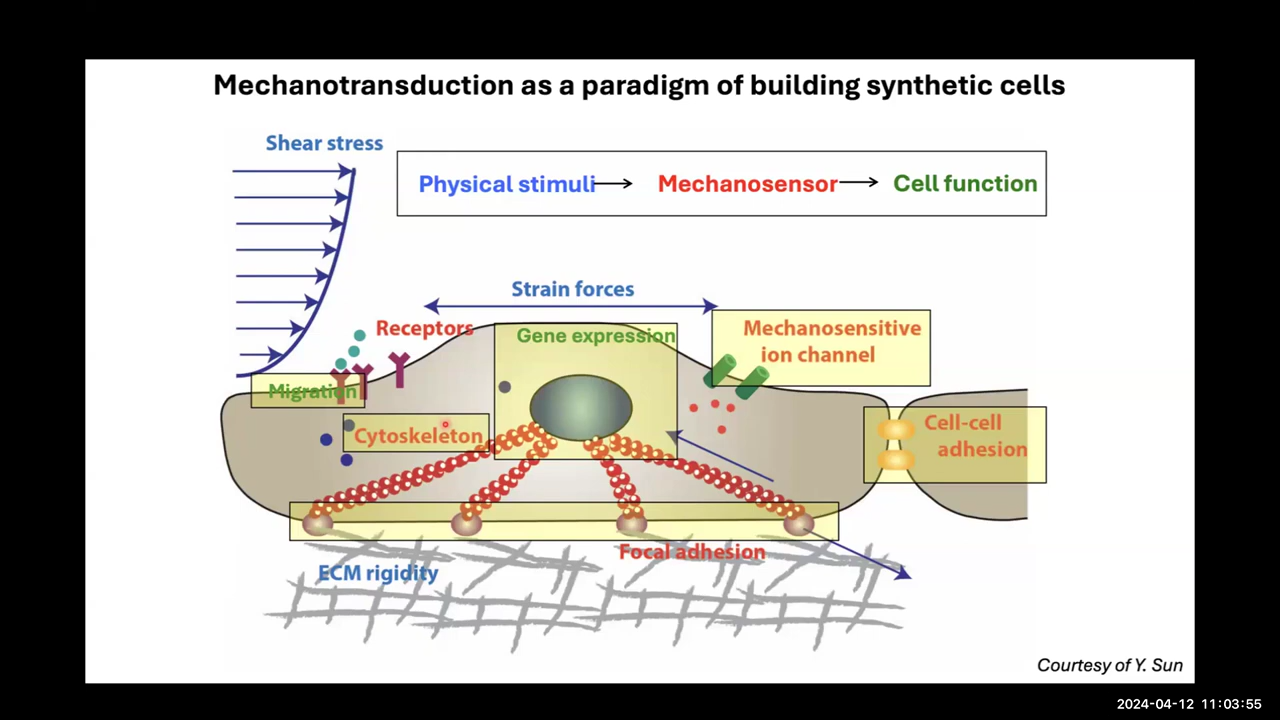 Mechanotransduction as a paradigm of building synthetic cells
Shear stress
Physical stimuli → Mechanosensor → Cell function
Strain forces
Receptors
Gene expression
Mechanosensitive
ion channel
Migration
Cytoskeleton
Cell-cell
adhesion
Focal adhesion
ECM rigidity
Courtesy of Y. Sun
2024-04-12 11:03:55